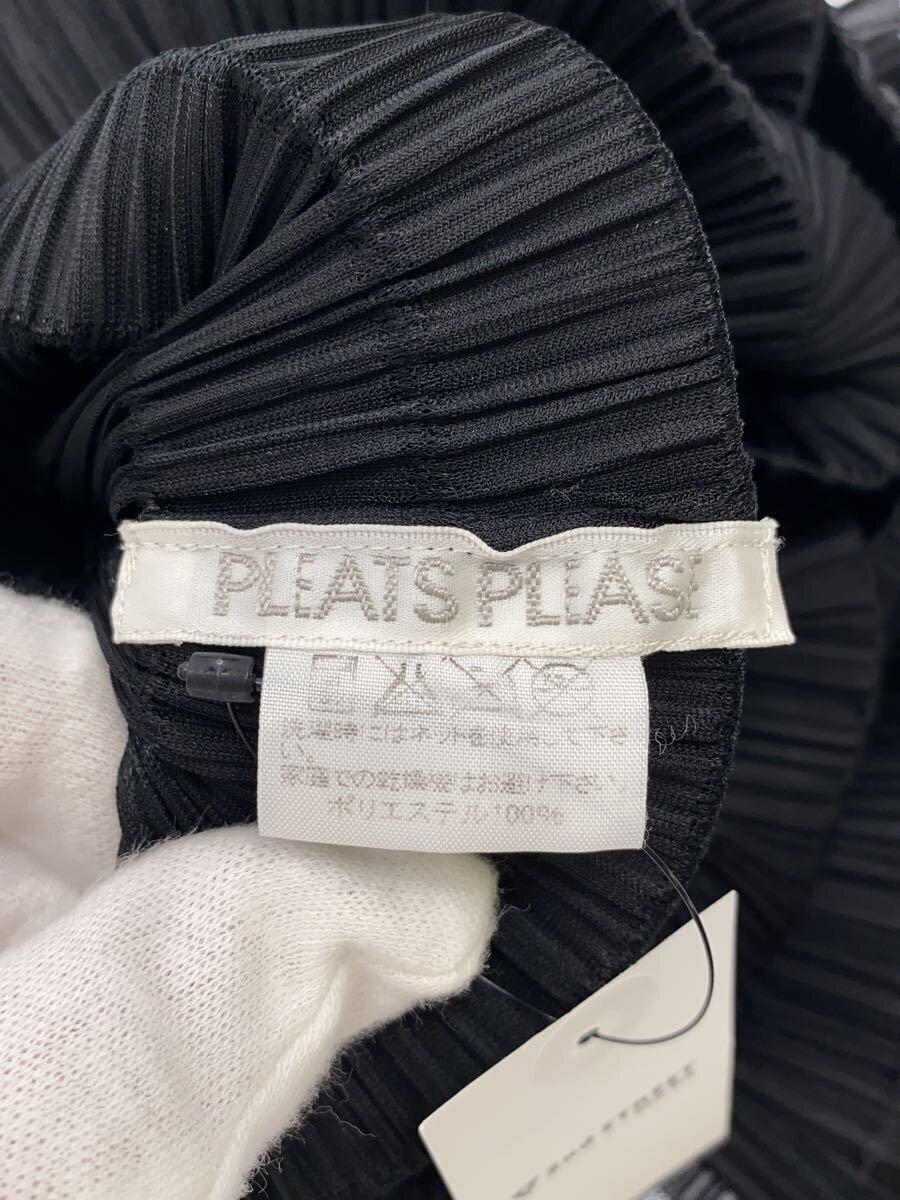 PLEATS PLEASE
洗濯時にはネットを使用して下さ
い。
家庭での乾燥機はお避け下さい。
ポリエステル100%
2nd STREET